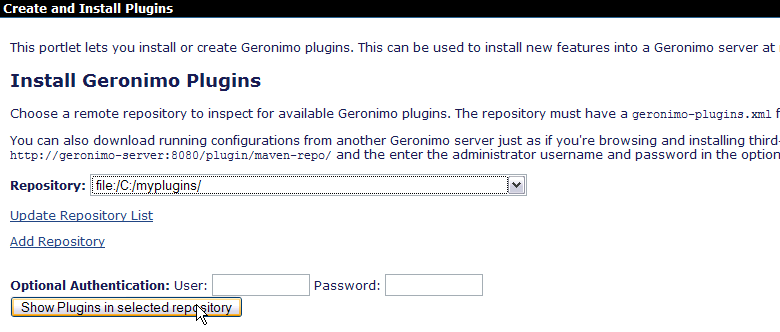 Create and Install Plugins
This portlet lets you install or create Geronimo plugins. This can be used to install new features into a Geronimo server at
Install Geronimo Plugins
Choose a remote repository to inspect for available Geronimo plugins. The repository must have a geronimo-plugins.xml f
You can also download running configurations from another Geronimo server just as if you're browsing and installing third-
http://geronimo-server:8080/plugin/maven-repo/ and the enter the administrator username and password in the option
Repository: file:/C:/myplugins/
Update Repository List
Add Repository
Optional Authentication: User: Password:
Show Plugins in selected repository